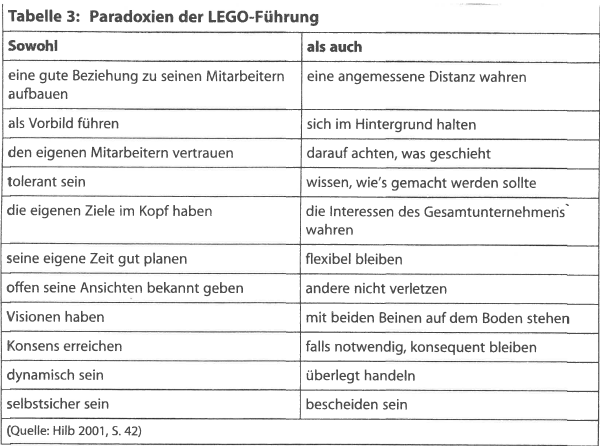 Tabelle 3: Paradoxien der LEGO-Führung
Sowohl als auch
eine gute Beziehung zu seinen Mitarbeitern eine angemessene Distanz wahren
aufbauen
als Vorbild führen sich im Hintergrund halten
den eigenen Mitarbeitern vertrauen darauf achten, was geschieht
tolerant sein wissen, wie's gemacht werden sollte
die eigenen Ziele im Kopf haben die Interessen des Gesamtunternehmens
wahren
seine eigene Zeit gut planen flexibel bleiben
offen seine Ansichten bekannt geben andere nicht verletzen
Visionen haben mit beiden Beinen auf dem Boden stehen
Konsens erreichen falls notwendig, konsequent bleiben
dynamisch sein überlegt handeln
selbstsicher sein bescheiden sein
(Quelle: Hilb 2001, S. 42)